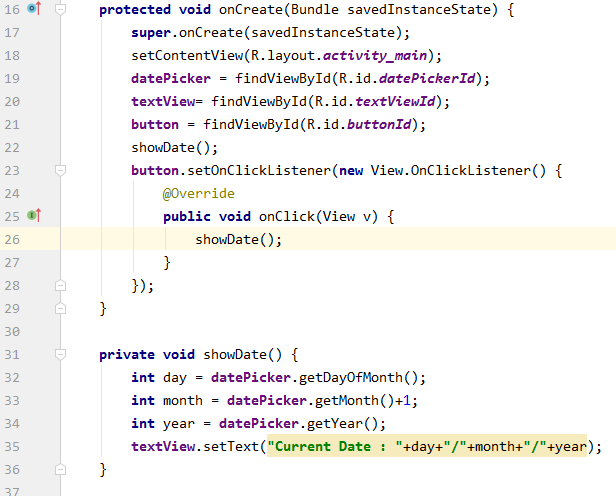 16 protected void onCreate(Bundle savedInstanceState) {
17 super.onCreate(savedInstanceState);
18 setContentView(R.layout.activity_main);
19 datePicker = findViewById(R.id.datePickerId);
20 textView= findViewById(R.id.textViewId);
21 button = findViewById(R.id.buttonId);
22 showDate();
23 button.setOnClickListener(new View.OnClickListener() {
24 @Override
25 public void onClick(View v) {
26 showDate();
27 }
28 });
29 }
30
31 private void showDate() {
32 int day = datePicker.getDayOfMonth();
33 int month = datePicker.getMonth()+1;
34 int year = datePicker.getYear();
35 textView.setText("Current Date : "+day+"/"+month+"/"+year);
36 }
37